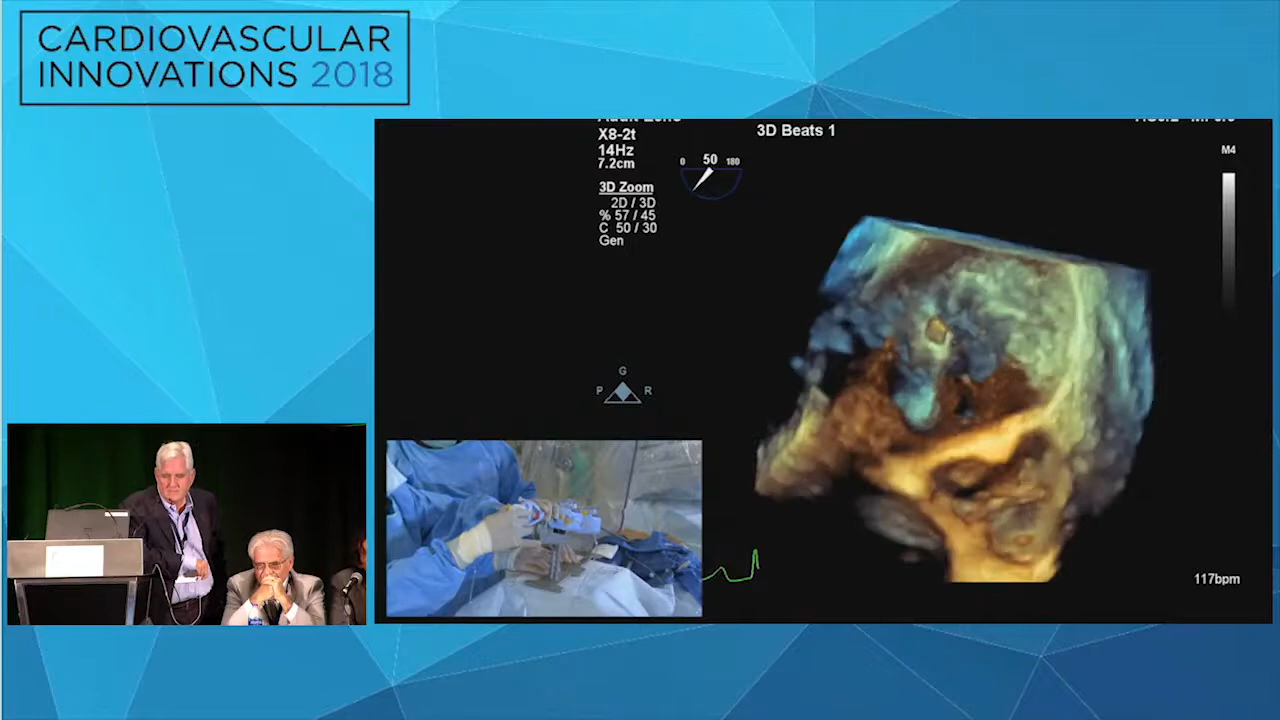 CARDIOVASCULAR
INNOVATIONS 2018
X8-2t
14Hz
7.2cm
3D Zoom
2D / 3D
% 57 / 45
C 50 / 30
Gen
0 50 180
3D Beats 1
M4
G
P R
117bpm